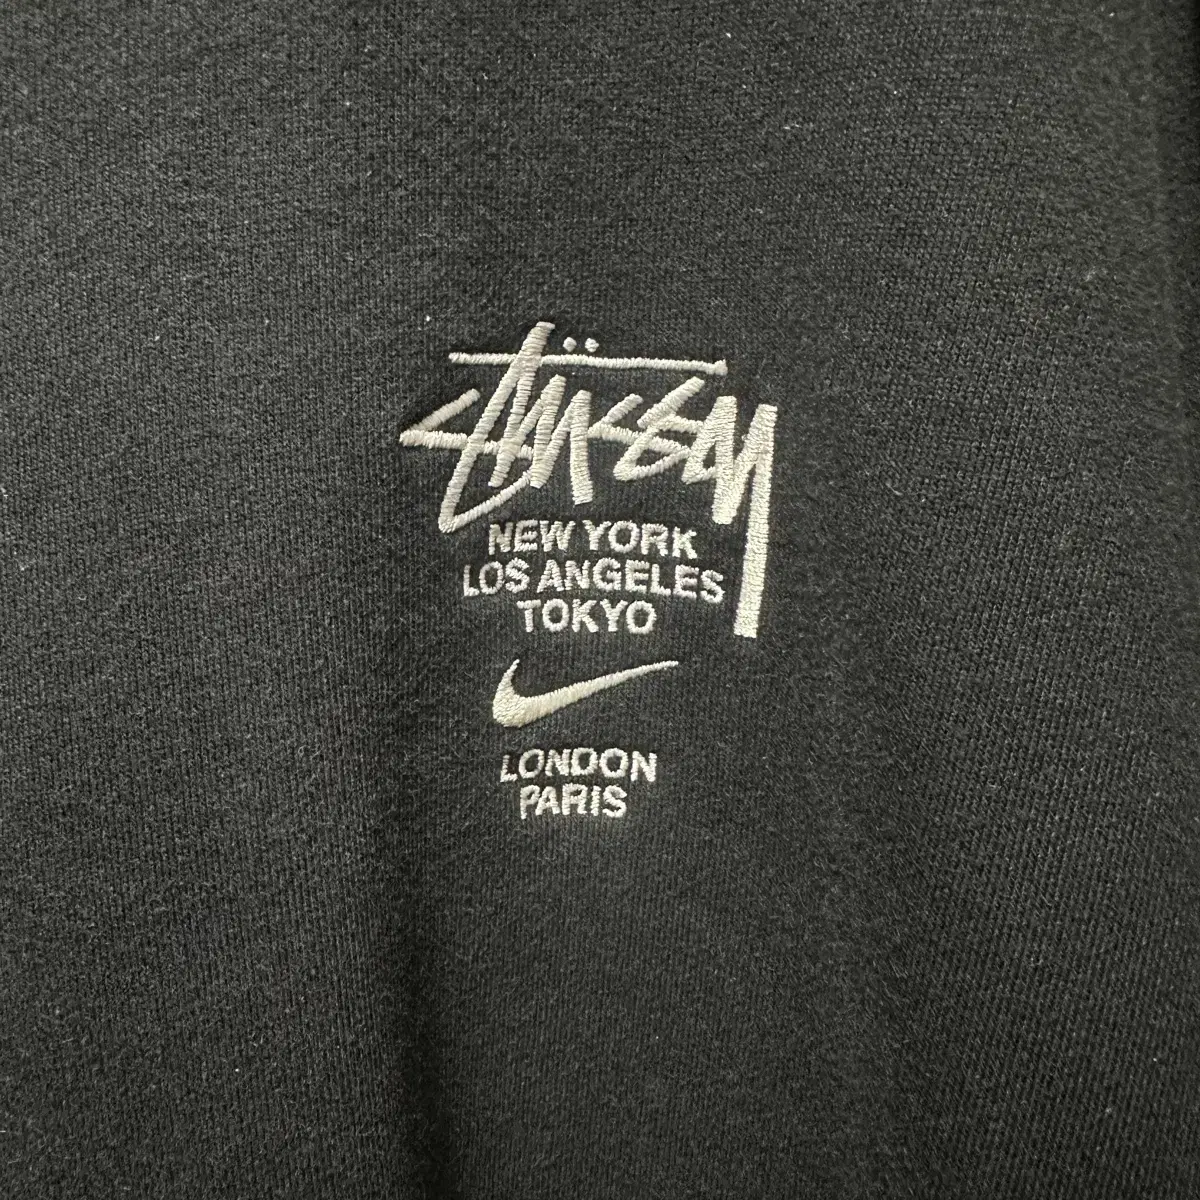 STÜSSY
NEW YORK
LOS ANGELES
TOKYO
LONDON
PARIS